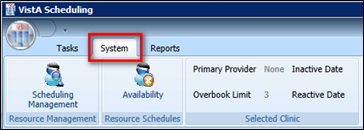 VistA Scheduling
Tasks System Reports
Scheduling Management
Resource Management
Availability
Resource Schedules
Primary Provider None Inactive Date
Overbook Limit 3 Reactive Date
Selected Clinic